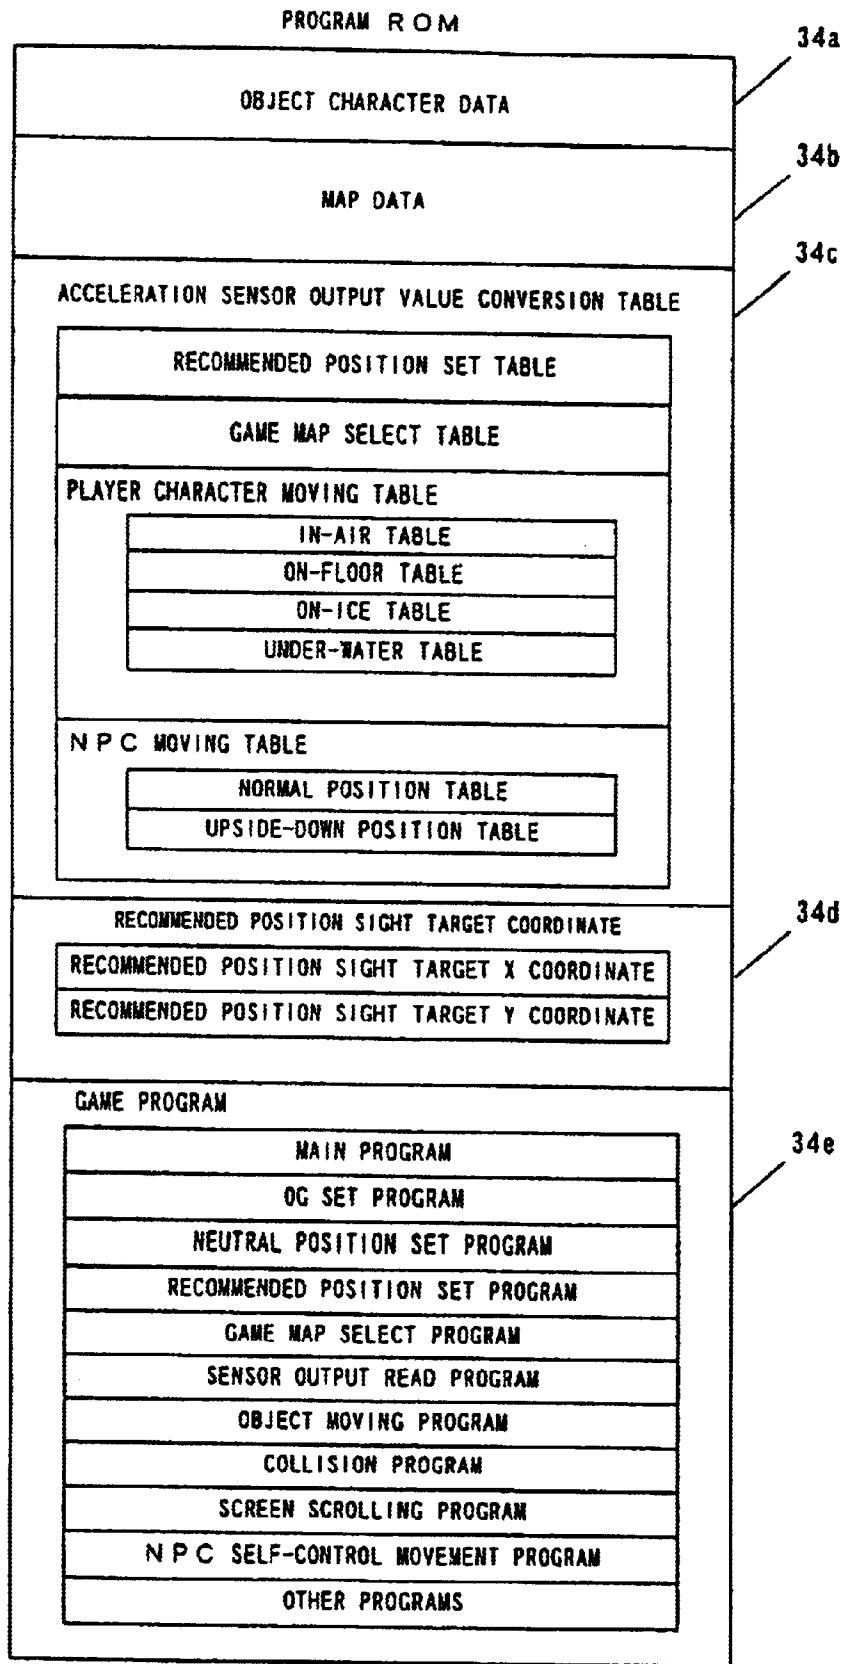 PROGRAM ROM
34a
OBJECT CHARACTER DATA
34b
MAP DATA
34c
ACCELERATION SENSOR OUTPUT VALUE CONVERSION TABLE
RECOMMENDED POSITION SET TABLE
GAME MAP SELECT TABLE
PLAYER CHARACTER MOVING TABLE
IN-AIR TABLE
ON-FLOOR TABLE
ON-ICE TABLE
UNDER-WATER TABLE
NPC MOVING TABLE
NORMAL POSITION TABLE
UPSIDE-DOWN POSITION TABLE
34d
RECOMMENDED POSITION SIGHT TARGET COORDINATE
RECOMMENDED POSITION SIGHT TARGET X COORDINATE
RECOMMENDED POSITION SIGHT TARGET Y COORDINATE
GAME PROGRAM
34e
MAIN PROGRAM
0G SET PROGRAM
NEUTRAL POSITION SET PROGRAM
RECOMMENDED POSITION SET PROGRAM
GAME MAP SELECT PROGRAM
SENSOR OUTPUT READ PROGRAM
OBJECT MOVING PROGRAM
COLLISION PROGRAM
SCREEN SCROLLING PROGRAM
NPC SELF-CONTROL MOVEMENT PROGRAM
OTHER PROGRAMS